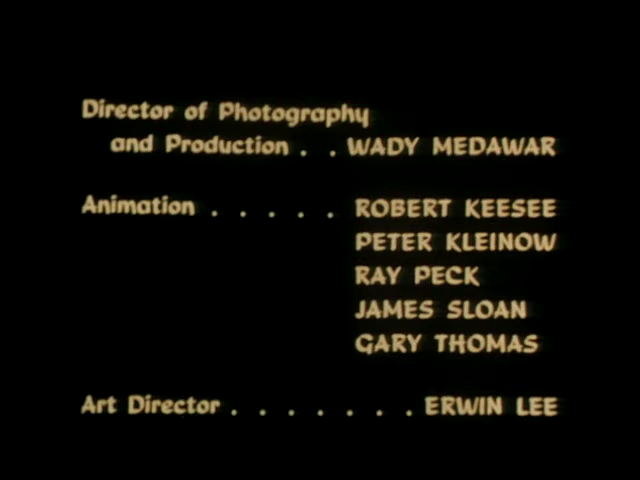 Director of Photography
and Production . . WADY MEDAWAR
Animation . . . . . ROBERT KEESEE
PETER KLEINOW
RAY PECK
JAMES SLOAN
GARY THOMAS
Art Director . . . . . . . ERWIN LEE